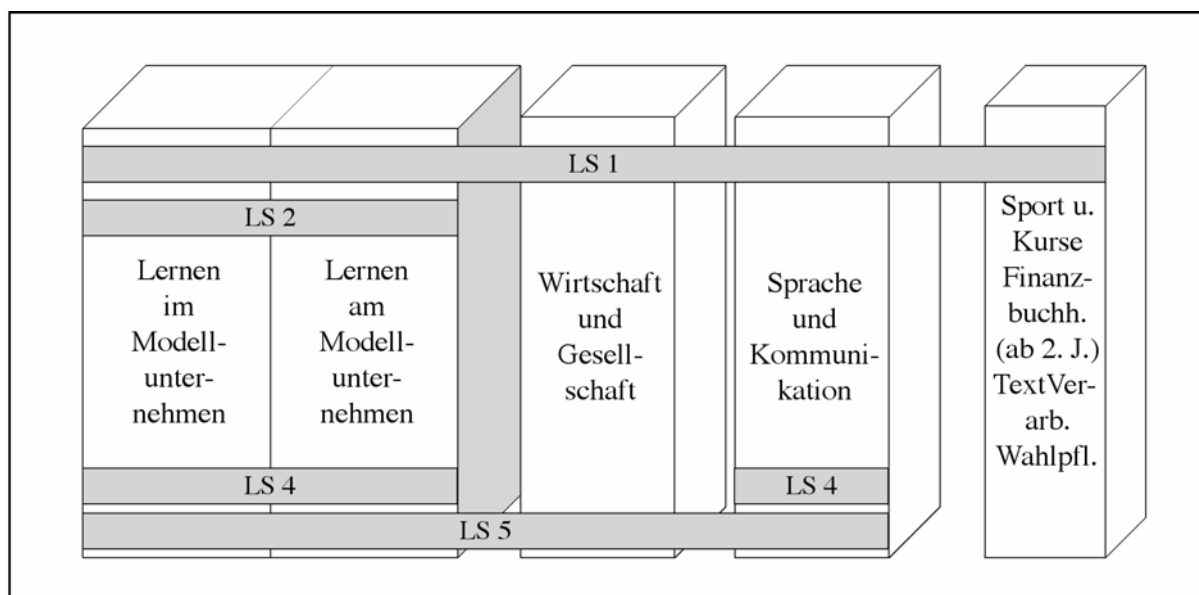 LS 1
LS 2
Lernen
im
Modell-
unter-
nehmen
Lernen
am
Modell-
unter-
nehmen
Wirtschaft
und
Gesell-
schaft
Sprache
und
Kommuni-
kation
Sport u.
Kurse
Finanz-
buchh.
(ab 2. J.)
TextVer-
arb.
Wahlpfl.
LS 4
LS 4
LS 5